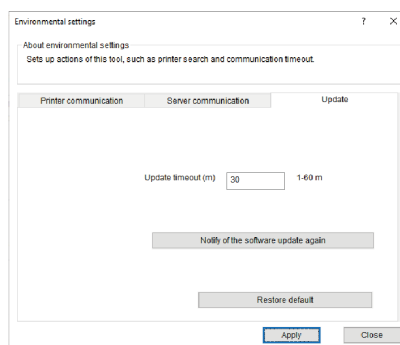 Environmental settings ? ×
About environmental settings
Sets up actions of this tool, such as printer search and communication timeout.
Printer communication Server communication Update
Update timeout (m) 30 1-60 m
Notify of the software update again
Restore default
Apply Close